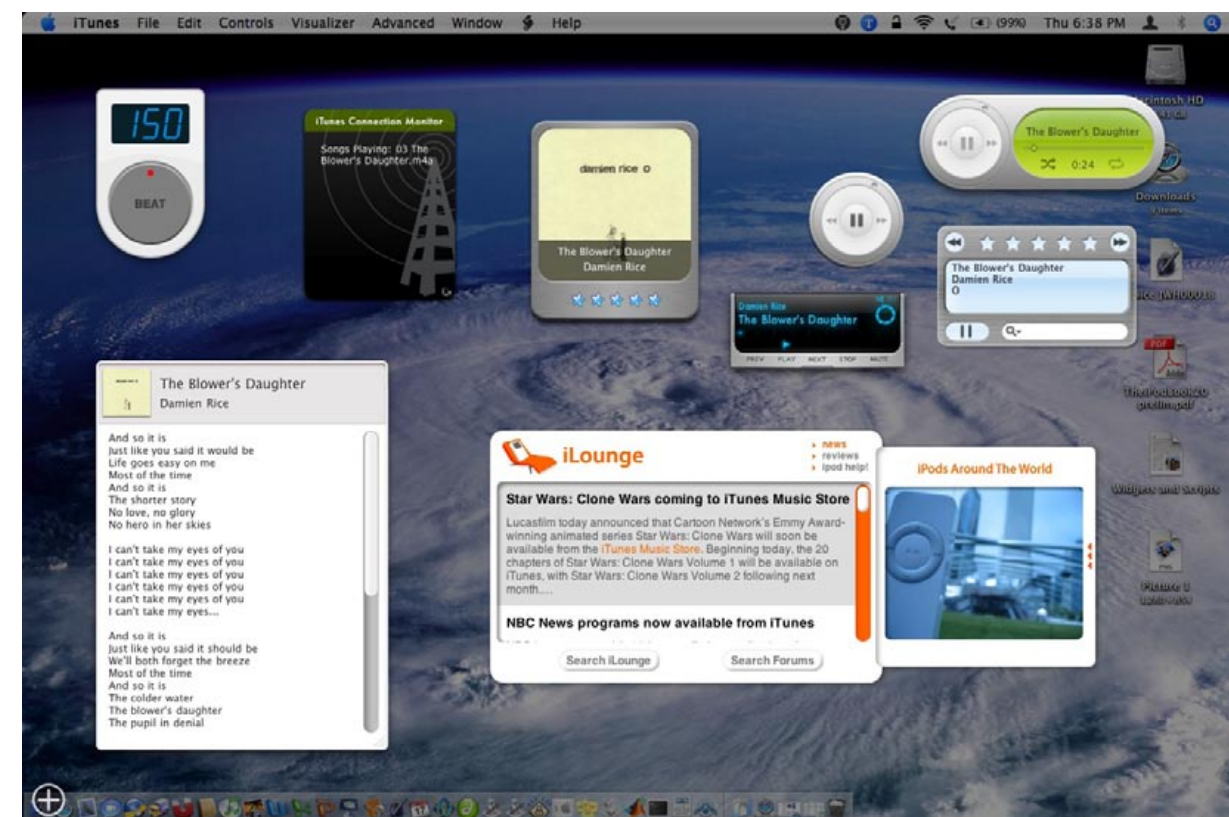 iTunes File Edit Controls Visualizer Advanced Window Help
(99%) Thu 6:38 PM
150
BEAT
iTunes Connection Monitor
Songs Playing: 03 The
Blower's Daughter.m4a
damien rice O
The Blower's Daughter
Damien Rice
The Blower's Daughter
0:24
Damien Rice
The Blower's Daughter
PREV PLAY NEXT STOP MUTE
The Blower's Daughter
Damien Rice
O
Macintosh HD
Downloads
Widgets and Scripts
Picture 1
The Blower's Daughter
Damien Rice
And so it is
Just like you said it would be
Life goes easy on me
Most of the time
And so it is
The shorter story
No love, no glory
No hero in her skies
I can't take my eyes of you
I can't take my eyes of you
I can't take my eyes of you
I can't take my eyes of you
I can't take my eyes of you
I can't take my eyes...
And so it is
Just like you said it should be
We'll both forget the breeze
Most of the time
And so it is
The colder water
The blower's daughter
The pupil in denial
iLounge
news
reviews
ipod help!
Star Wars: Clone Wars coming to iTunes Music Store
Lucasfilm today announced that Cartoon Network's Emmy Award-
winning animated series Star Wars: Clone Wars will soon be
available from the iTunes Music Store. Beginning today, the 20
chapters of Star Wars: Clone Wars Volume 1 will be available on
iTunes, with Star Wars: Clone Wars Volume 2 following next
month....
NBC News programs now available from iTunes
Search iLounge
Search Forums
iPods Around The World